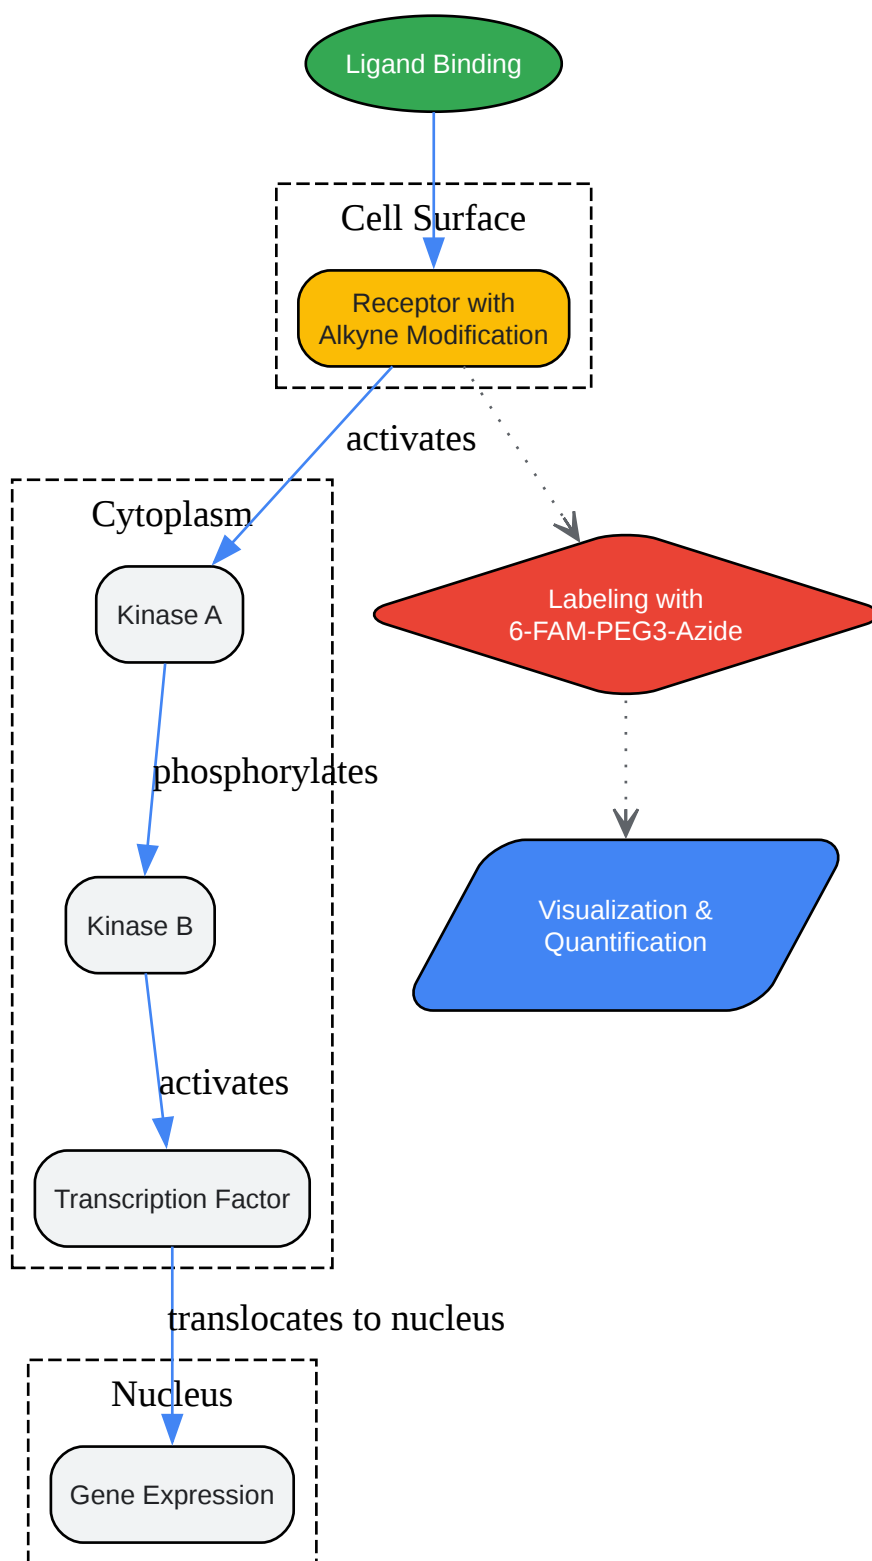 Ligand Binding
Cell Surface
Receptor with
Alkyne Modification
activates
Cytoplasm
Kinase A
Labeling with
6-FAM-PEG3-Azide
phosphorylates
Kinase B
Visualization &
Quantification
activates
Transcription Factor
translocates to nucleus
Nucleus
Gene Expression